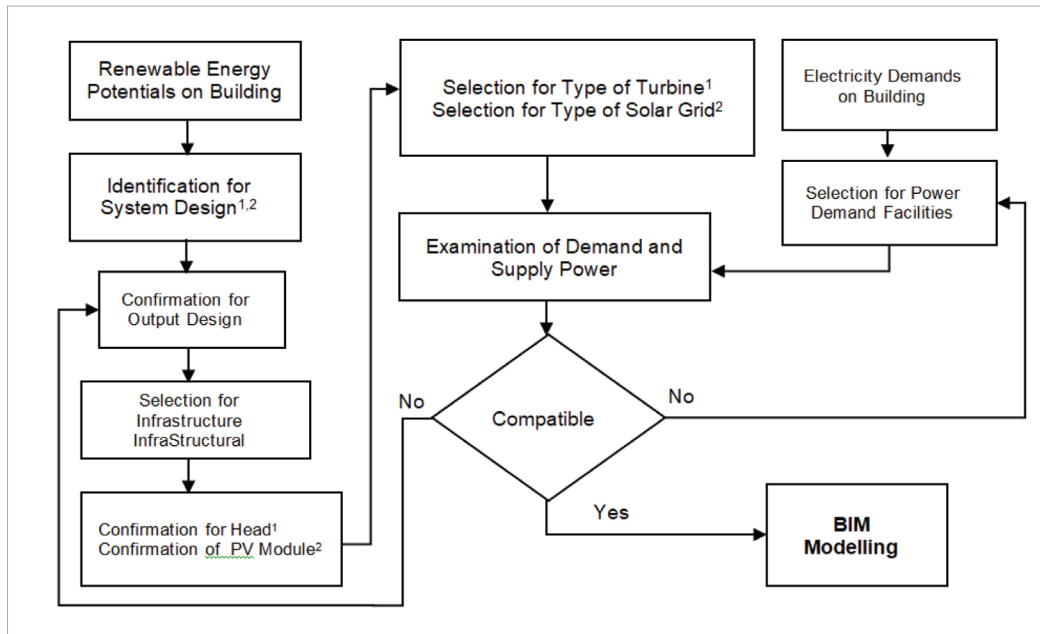 Renewable Energy
Potentials on Building
Identification for
System Design¹,²
Confirmation for
Output Design
Selection for
Infrastructure
InfraStructural
Confirmation for Head¹
Confirmation of PV Module²
Selection for Type of Turbine¹
Selection for Type of Solar Grid²
Examination of Demand and
Supply Power
Electricity Demands
on Building
Selection for Power
Demand Facilities
Compatible
No
No
Yes
BIM
Modelling